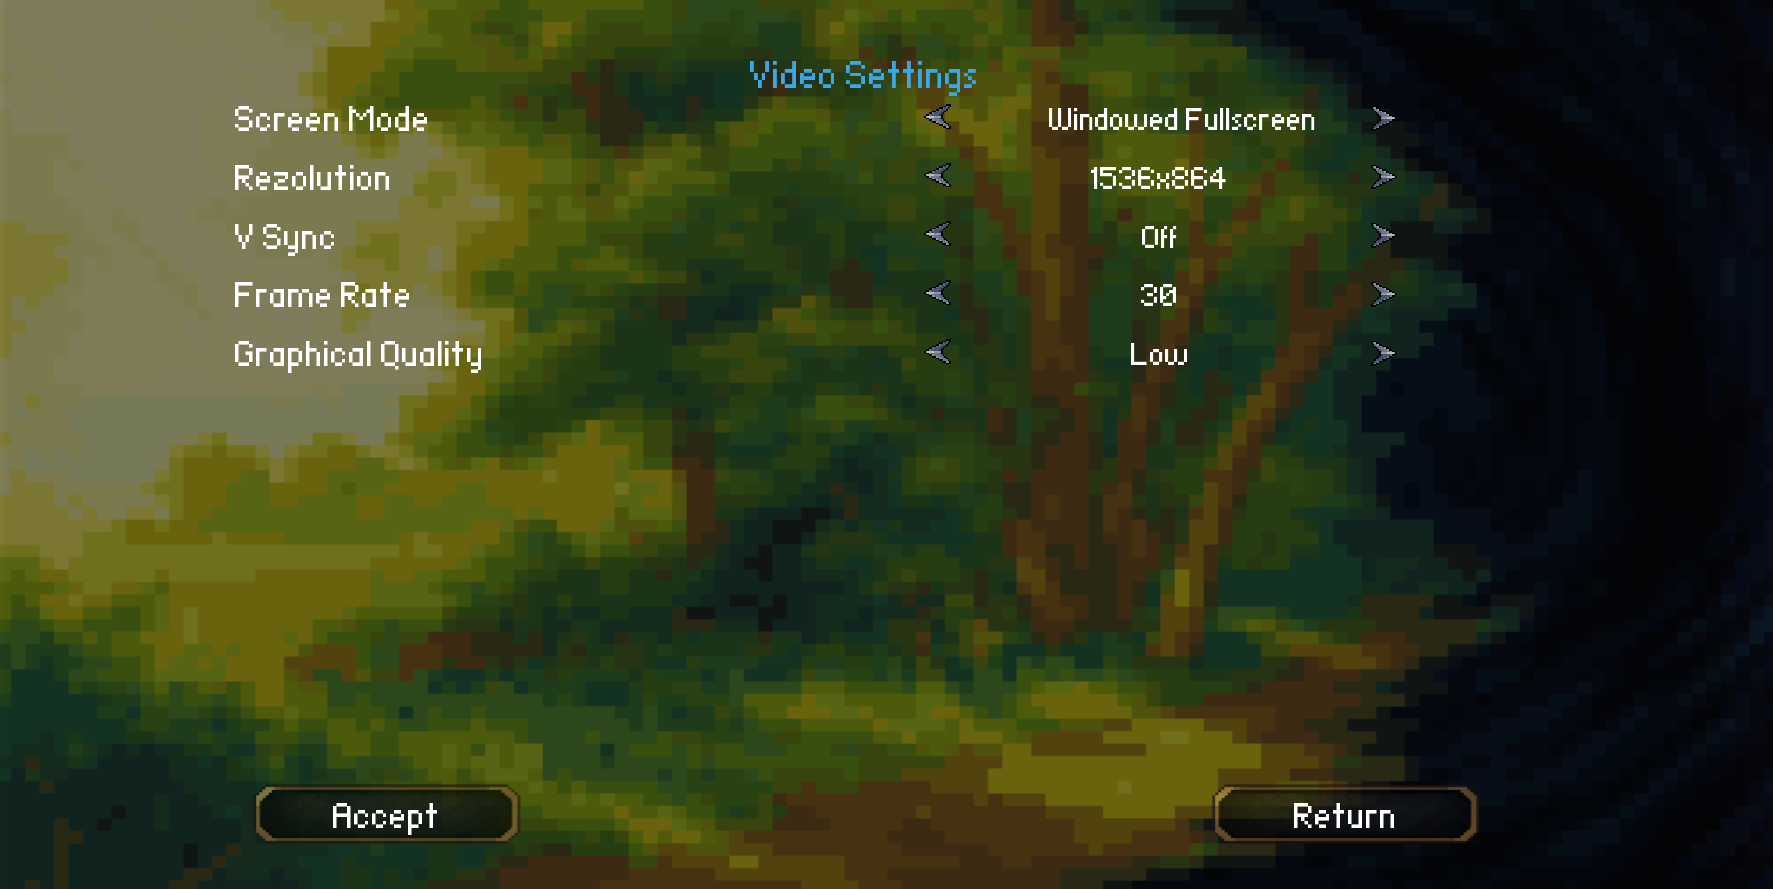 Video Settings
Screen Mode Windowed Fullscreen
Rezolution 1536x864
V Sync Off
Frame Rate 30
Graphical Quality Low
Accept Return